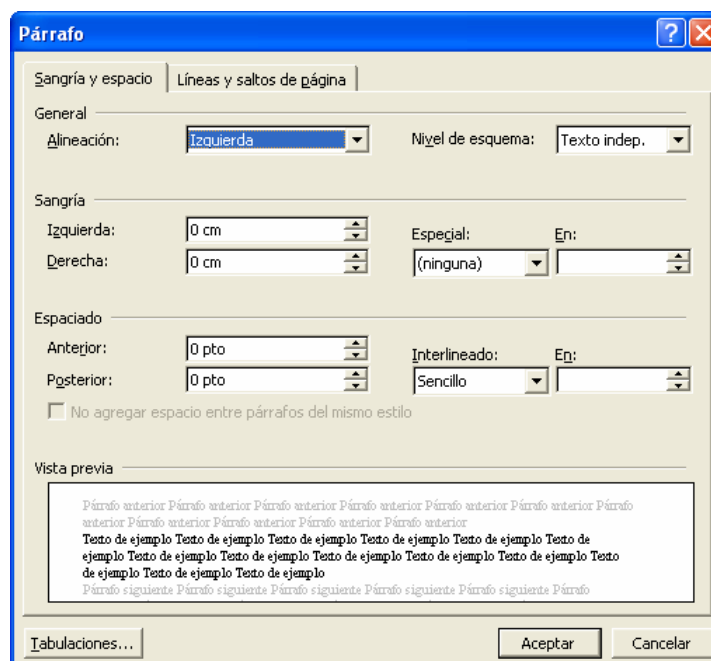 Párrafo
Sangría y espacio Líneas y saltos de página
General
Alineación: Izquierda Nivel de esquema: Texto indep.
Sangría
Izquierda: 0 cm Especial: En:
Derecha: 0 cm (ninguna)
Espaciado
Anterior: 0 pto Interlineado: En:
Posterior: 0 pto Sencillo
No agregar espacio entre párrafos del mismo estilo
Vista previa
Párrafo anterior Párrafo anterior Párrafo anterior Párrafo anterior Párrafo anterior Párrafo anterior Párrafo
anterior Párrafo anterior Párrafo anterior Párrafo anterior Párrafo anterior
Texto de ejemplo Texto de ejemplo Texto de ejemplo Texto de ejemplo Texto de ejemplo Texto de
ejemplo Texto de ejemplo Texto de ejemplo Texto de ejemplo Texto de ejemplo Texto de ejemplo Texto
de ejemplo Texto de ejemplo Texto de ejemplo
Párrafo siguiente Párrafo siguiente Párrafo siguiente Párrafo siguiente Párrafo siguiente Párrafo
Tabulaciones... Aceptar Cancelar